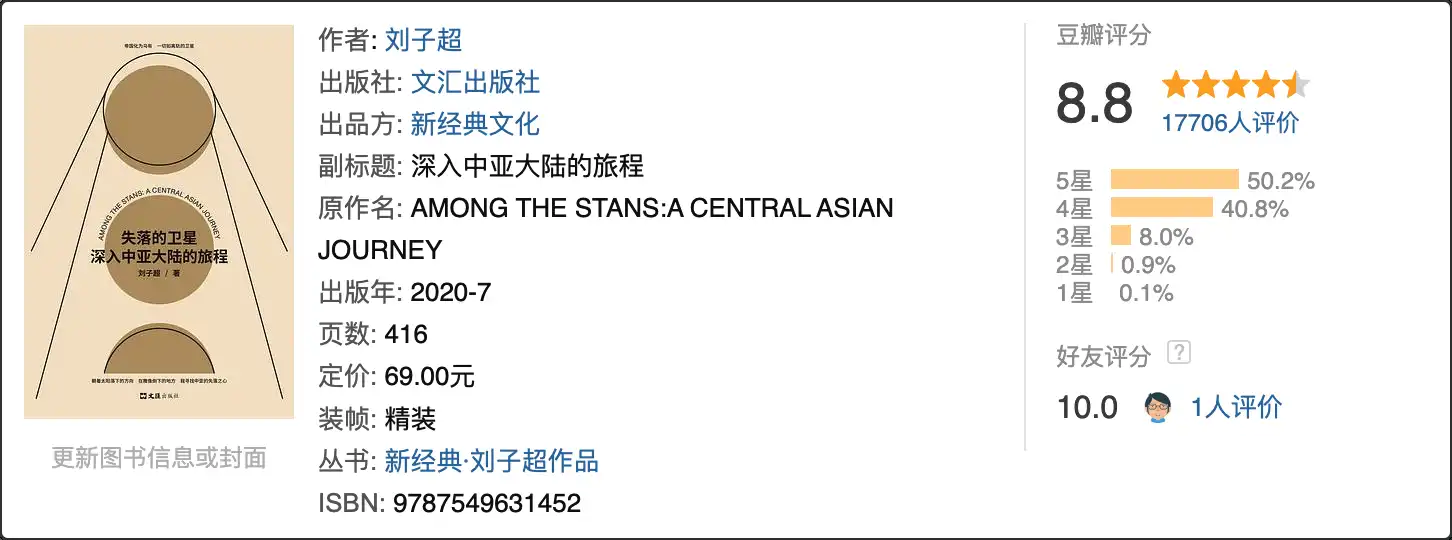 帝国化为乌有 一切如离轨的卫星
AMONG THE STANS: A CENTRAL ASIAN JOURNEY
失落的卫星
深入中亚大陆的旅程
刘子超 / 著
朝着太阳落下的方向 在雕像倒下的地方 我寻找中亚的失落之心
文汇出版社
更新图书信息或封面
作者: 刘子超
出版社: 文汇出版社
出品方: 新经典文化
副标题: 深入中亚大陆的旅程
原作名: AMONG THE STANS:A CENTRAL ASIAN
JOURNEY
出版年: 2020-7
页数: 416
定价: 69.00元
装帧: 精装
丛书: 新经典·刘子超作品
ISBN: 9787549631452
豆瓣评分
8.8
17706人评价
5星 50.2%
4星 40.8%
3星 8.0%
2星 0.9%
1星 0.1%
好友评分 ?
10.0 1人评价